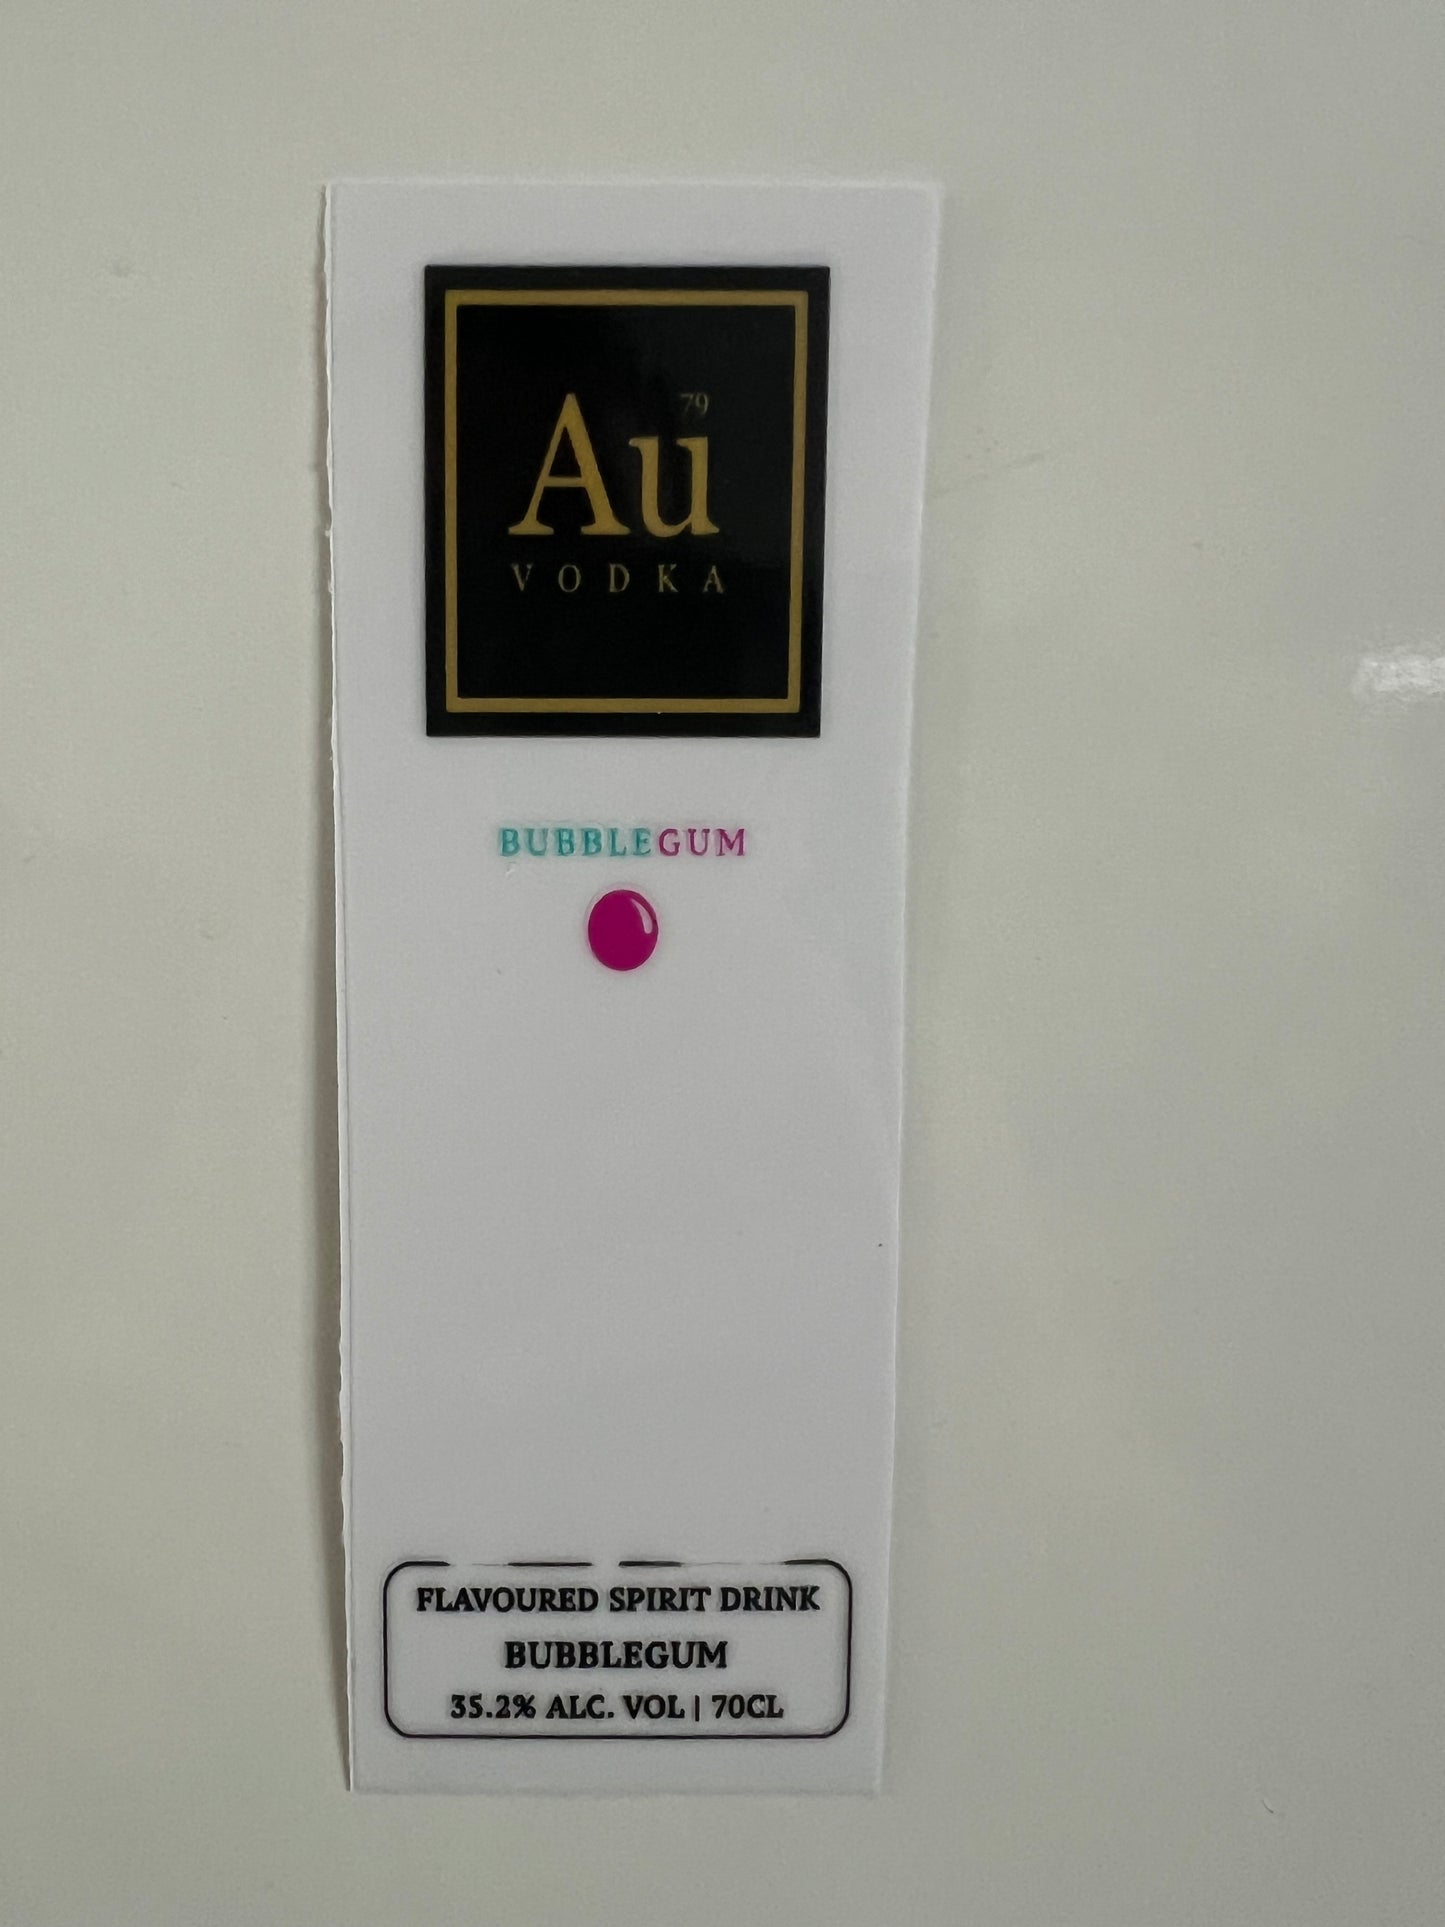 79
Au
VODKA
BUBBLEGUM
FLAVOURED SPIRIT DRINK
BUBBLEGUM
35.2% ALC. VOL | 70CL